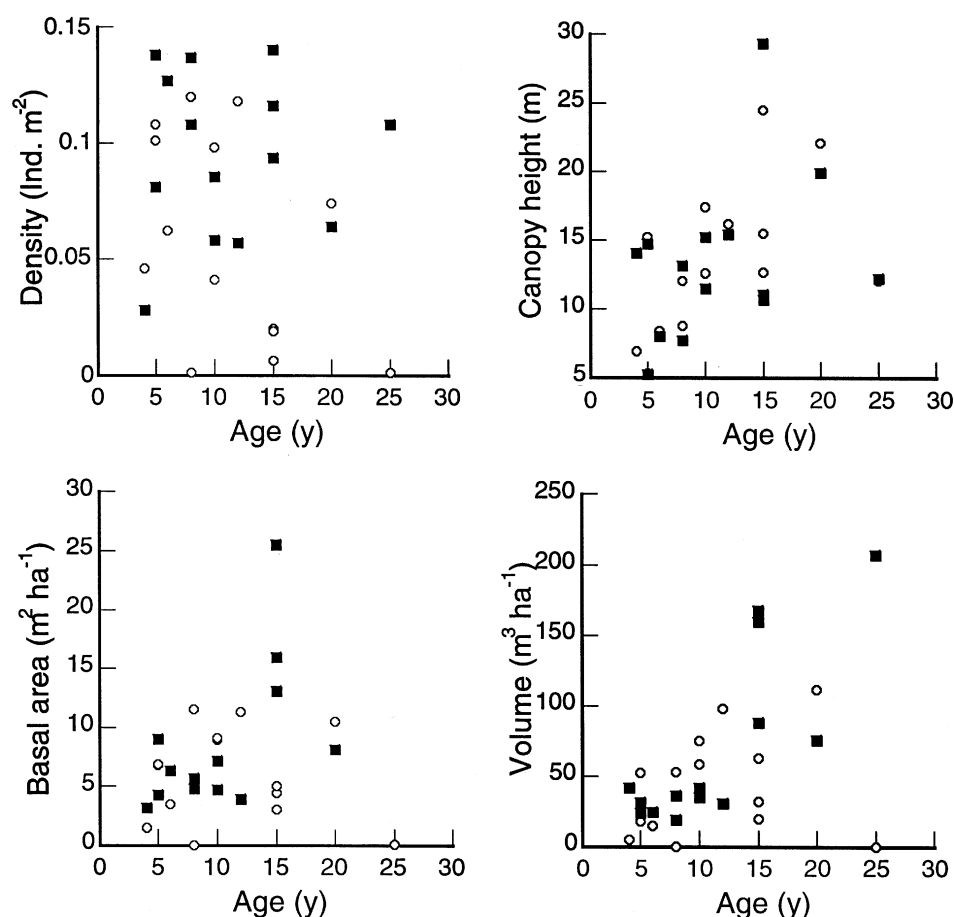 0.15
0.1
0.05
0
0 5 10 15 20 25 30
Age (y)
Density (Ind. m⁻²)
30
25
20
15
10
5
0 5 10 15 20 25 30
Age (y)
Canopy height (m)
30
25
20
15
10
5
0
0 5 10 15 20 25 30
Age (y)
Basal area (m² ha⁻¹)
250
200
150
100
50
0
0 5 10 15 20 25 30
Age (y)
Volume (m³ ha⁻¹)